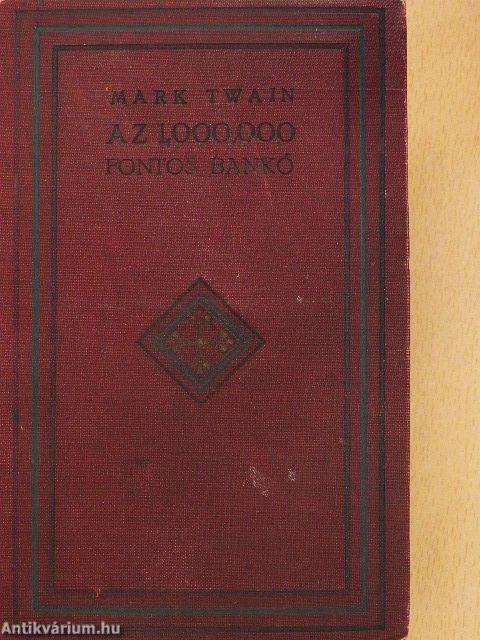 MARK TWAIN
AZ 1,000.000
FONTOS BANKÓ
Antikvárium.hu